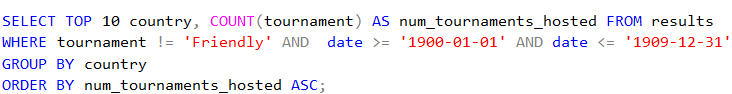 SELECT TOP 10 country, COUNT(tournament) AS num_tournaments_hosted FROM results
WHERE tournament != 'Friendly' AND  date >= '1900-01-01' AND date <= '1909-12-31'
GROUP BY country
ORDER BY num_tournaments_hosted ASC;